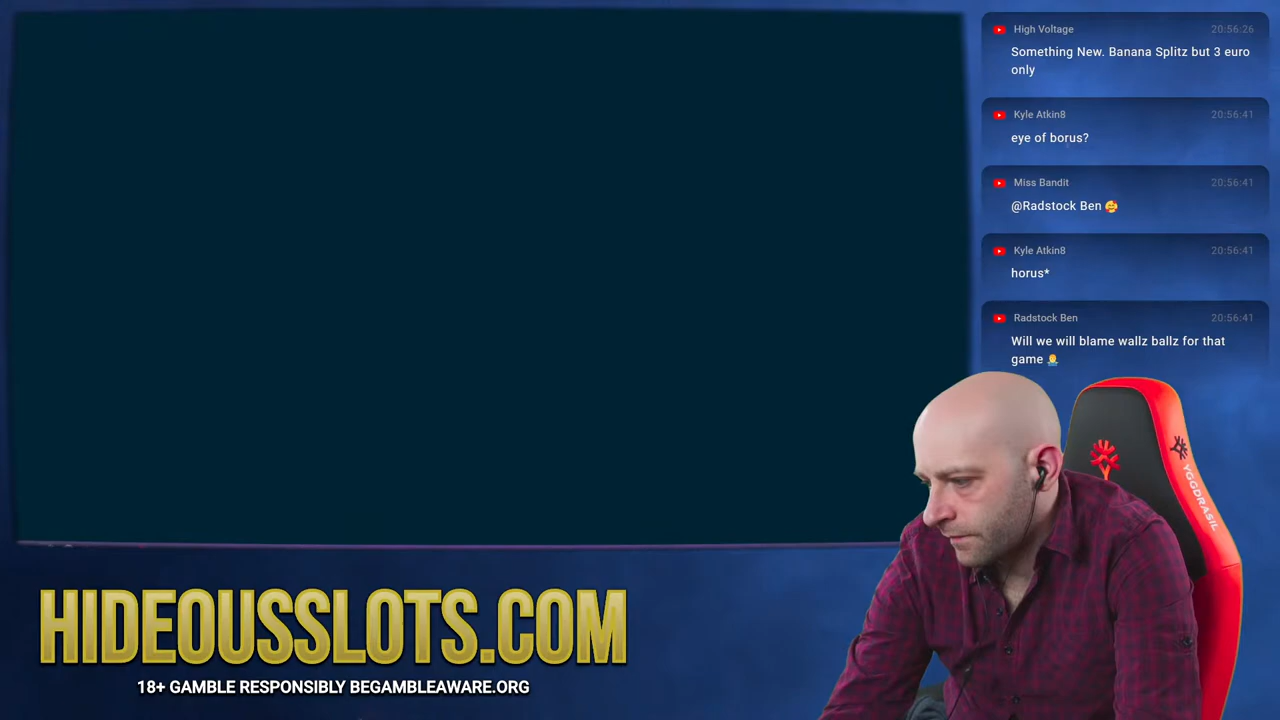 High Voltage 20:56:26
Something New. Banana Splitz but 3 euro
only
Kyle Atkin8 20:56:41
eye of borus?
Miss Bandit 20:56:41
@Radstock Ben 🥰
Kyle Atkin8 20:56:41
horus*
Radstock Ben 20:56:41
Will we will blame wallz ballz for that
game
YGGDRASIL
HIDEOUSSLOTS.COM
18+ GAMBLE RESPONSIBLY BEGAMBLEAWARE.ORG